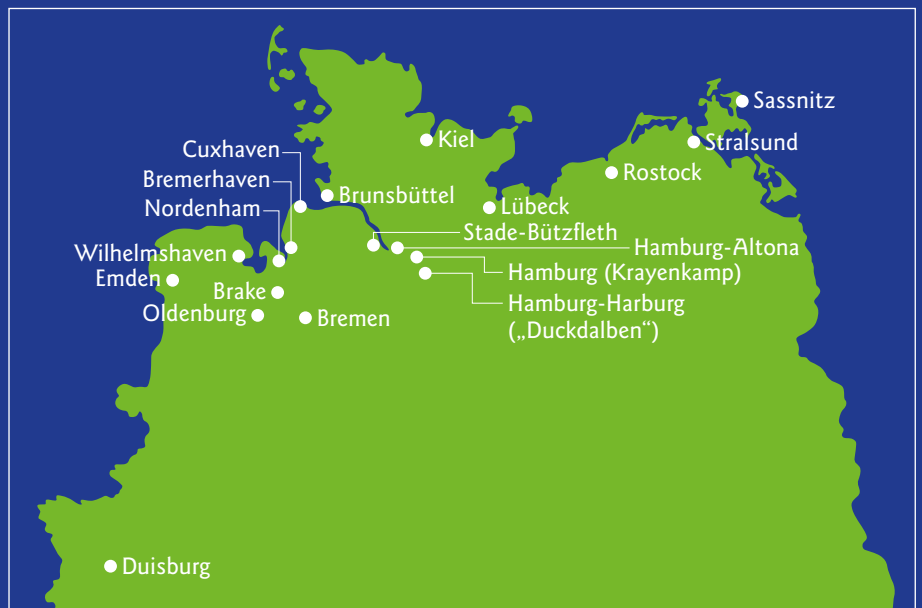 Sassnitz
Kiel
Stralsund
Cuxhaven
Bremerhaven
Rostock
Brunsbüttel
Nordenham
Lübeck
Stade-Bützfleth
Hamburg-Altona
Wilhelmshaven
Hamburg (Krayenkamp)
Emden
Brake
Hamburg-Harburg
(„Duckdalben“)
Oldenburg
Bremen
Duisburg